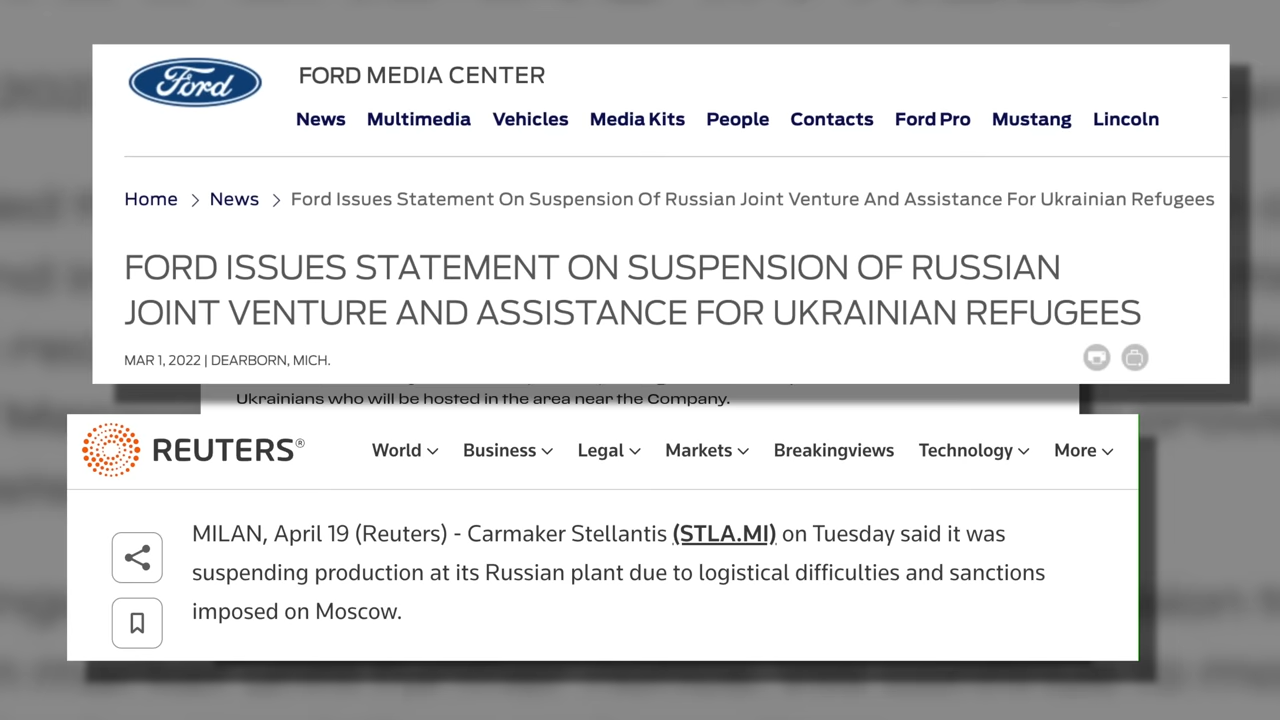 Ford
FORD MEDIA CENTER
News Multimedia Vehicles Media Kits People Contacts Ford Pro Mustang Lincoln
Home > News > Ford Issues Statement On Suspension Of Russian Joint Venture And Assistance For Ukrainian Refugees
FORD ISSUES STATEMENT ON SUSPENSION OF RUSSIAN
JOINT VENTURE AND ASSISTANCE FOR UKRAINIAN REFUGEES
MAR 1, 2022 | DEARBORN, MICH.
Ukrainians who will be hosted in the area near the Company.
REUTERS®
World Business Legal Markets Breakingviews Technology More
MILAN, April 19 (Reuters) - Carmaker Stellantis (STLA.MI) on Tuesday said it was
suspending production at its Russian plant due to logistical difficulties and sanctions
imposed on Moscow.